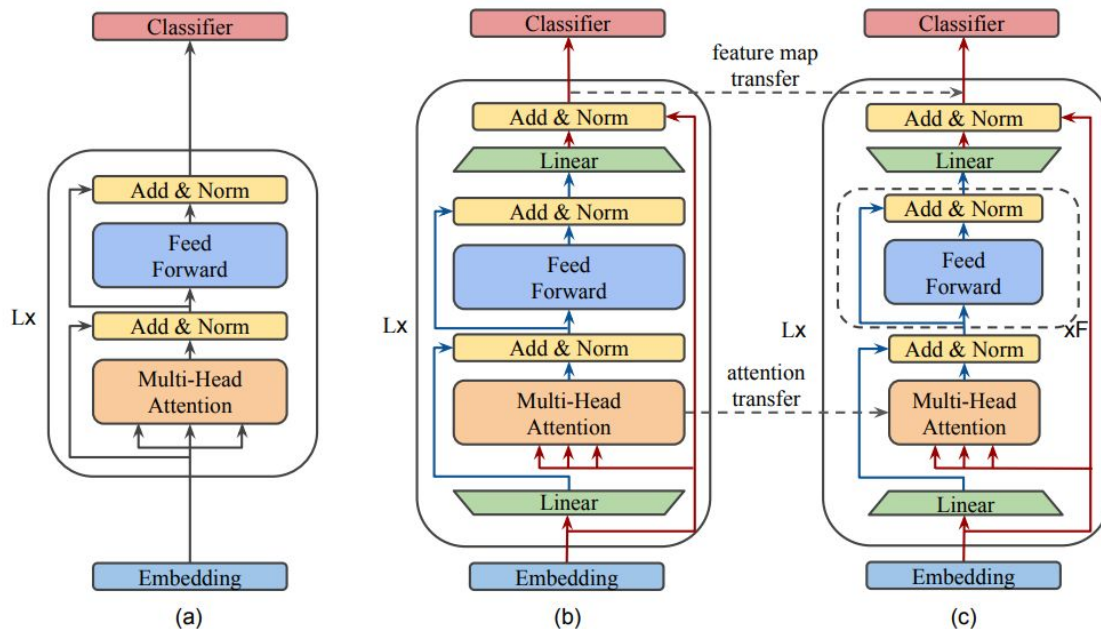 Classifier
Add & Norm
Feed
Forward
Lx
Add & Norm
Multi-Head
Attention
Embedding
(a)
Classifier
feature map
transfer
Add & Norm
Linear
Add & Norm
Feed
Forward
Lx
Add & Norm
attention
transfer
Multi-Head
Attention
Linear
Embedding
(b)
Classifier
Add & Norm
Linear
Add & Norm
Feed
Forward
Lx
xF
Add & Norm
Multi-Head
Attention
Linear
Embedding
(c)